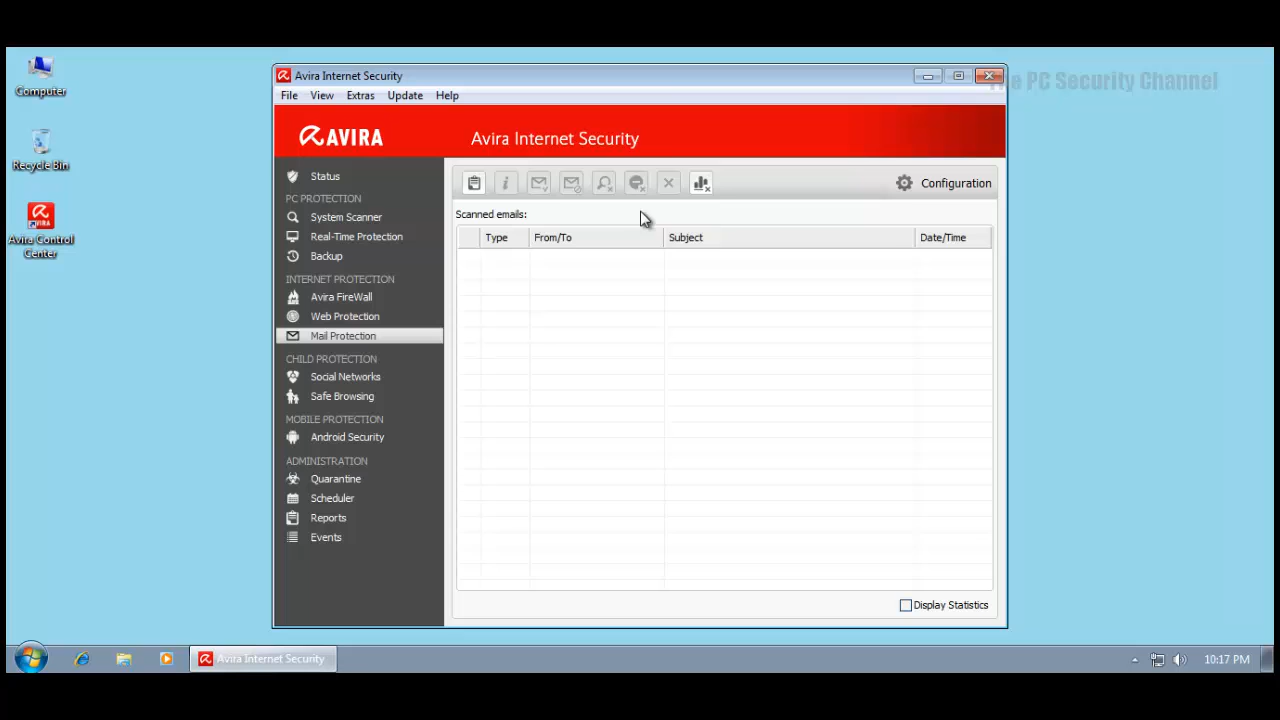 Computer
Recycle Bin
Avira Control
Center
Avira Internet Security
The PC Security Channel
File View Extras Update Help
AVIRA
Avira Internet Security
Status
PC PROTECTION
System Scanner
Real-Time Protection
Backup
INTERNET PROTECTION
Avira FireWall
Web Protection
Mail Protection
CHILD PROTECTION
Social Networks
Safe Browsing
MOBILE PROTECTION
Android Security
ADMINISTRATION
Quarantine
Scheduler
Reports
Events
Configuration
Scanned emails:
Type From/To Subject Date/Time
Display Statistics
Avira Internet Security
10:17 PM